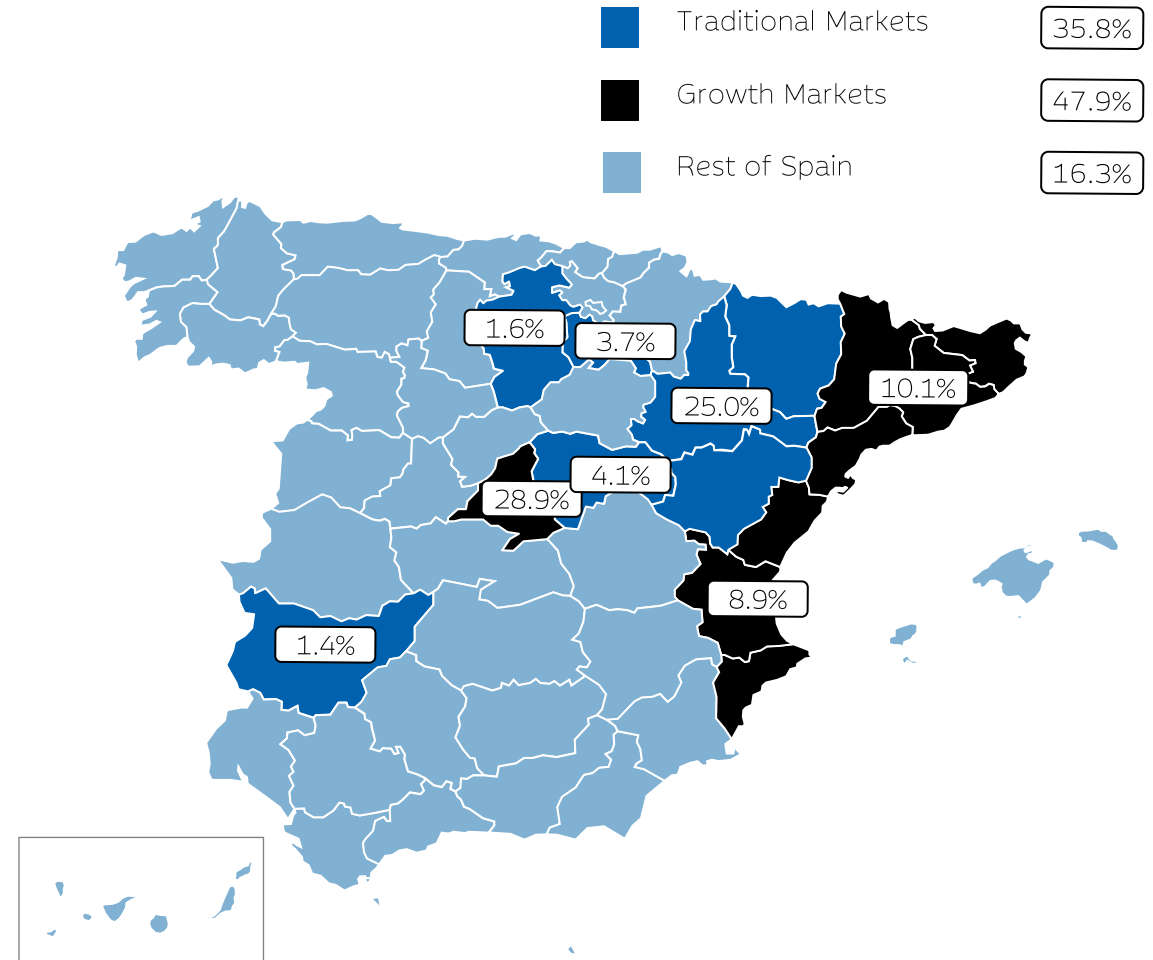 Traditional Markets 35.8%
Growth Markets 47.9%
Rest of Spain 16.3%
1.6%
3.7%
10.1%
25.0%
4.1%
28.9%
8.9%
1.4%